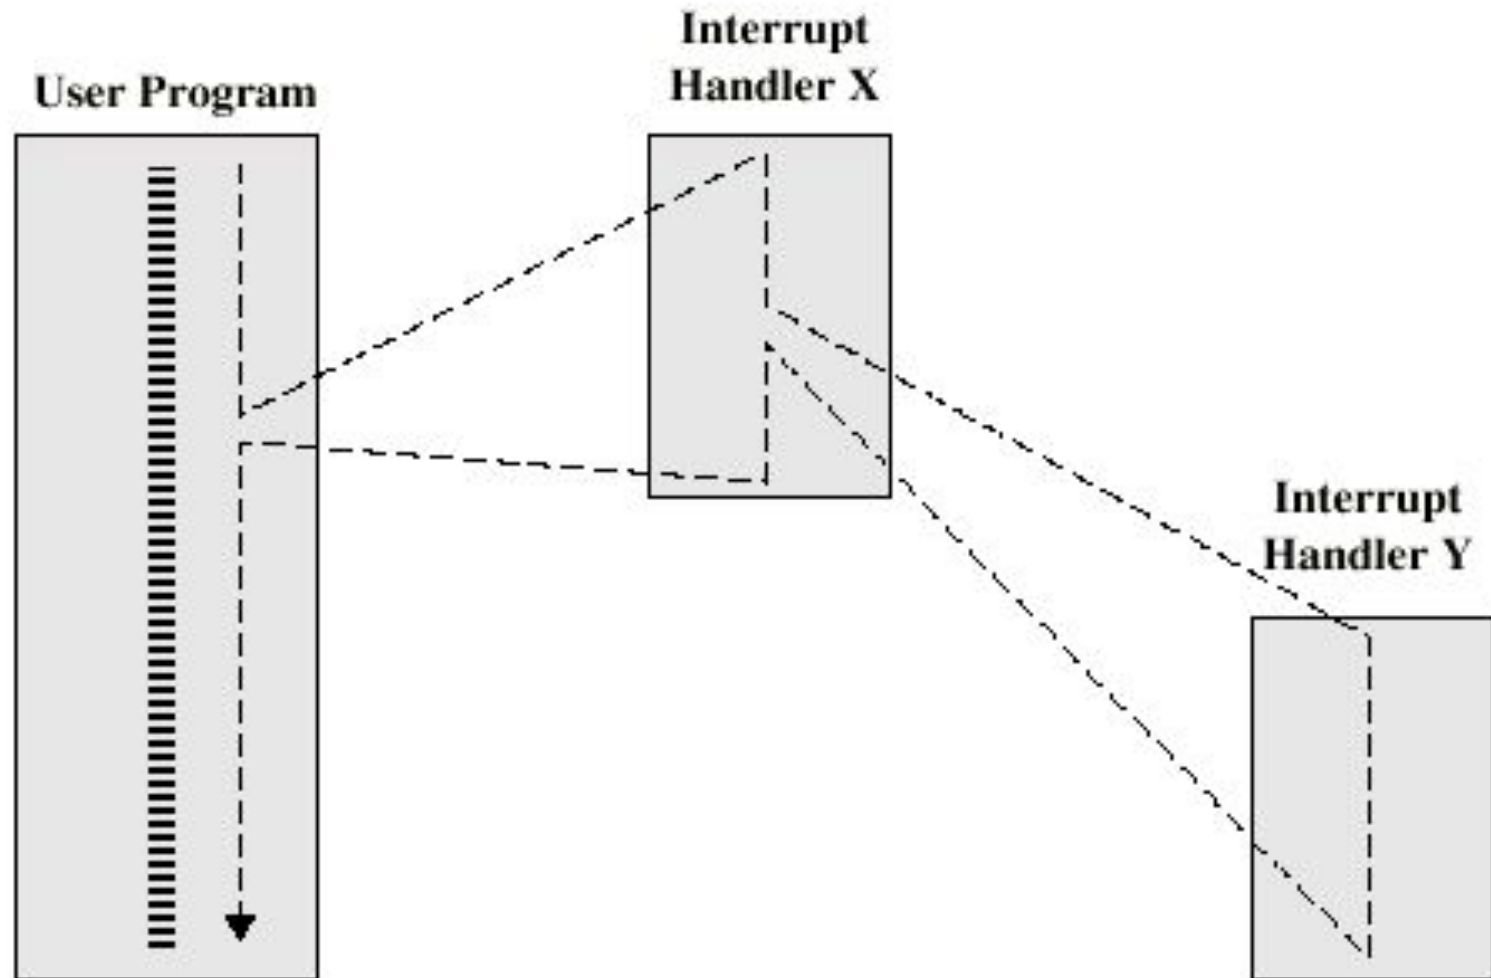 User Program
Interrupt
Handler X
Interrupt
Handler Y